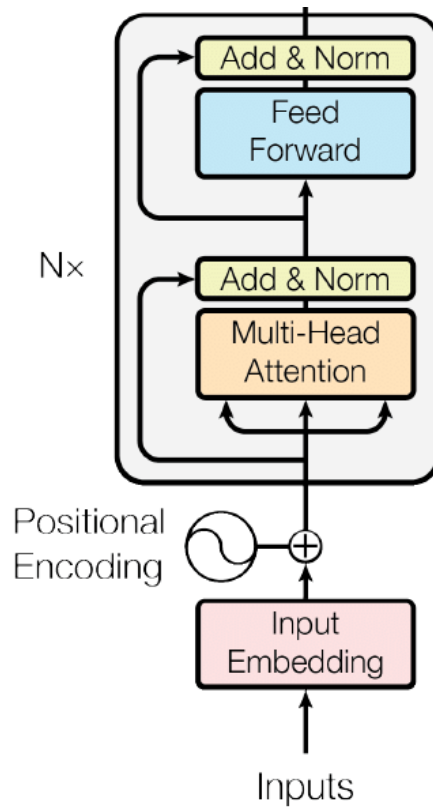 Add & Norm
Feed
Forward
Nx
Add & Norm
Multi-Head
Attention
Positional
Encoding
Input
Embedding
Inputs